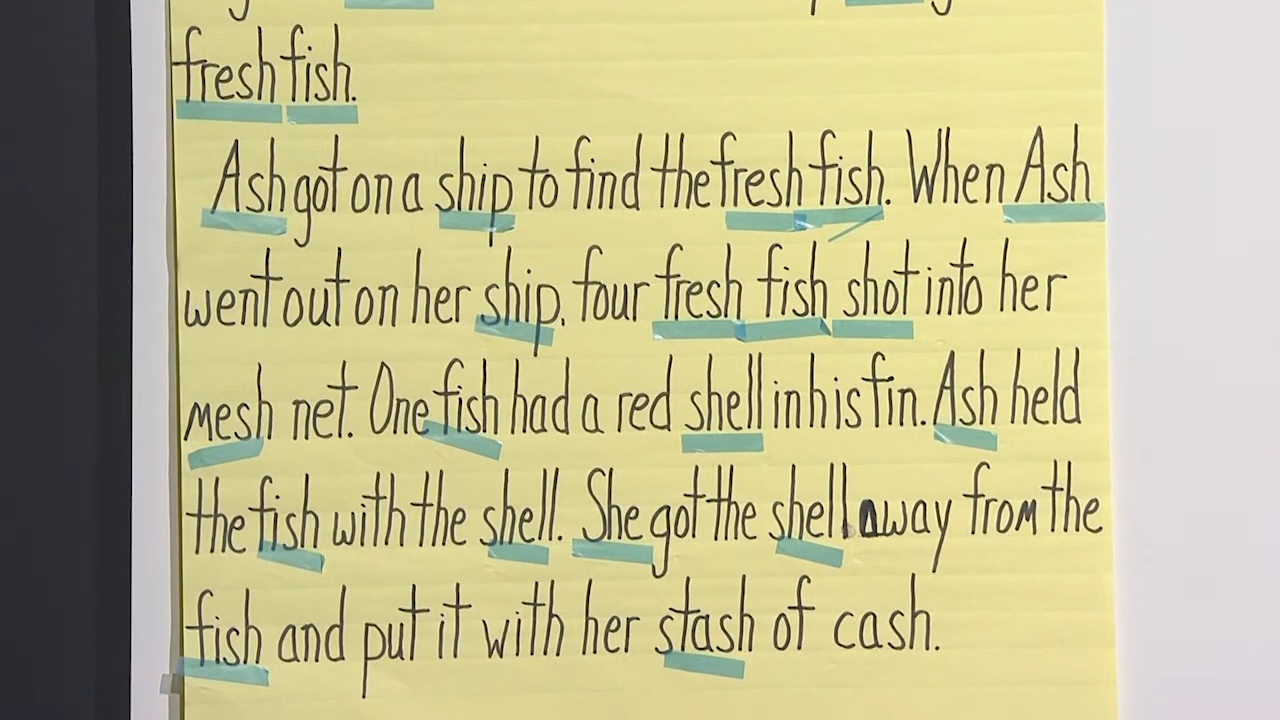 fresh fish.
Ash got on a ship to find the fresh fish. When Ash
went out on her ship, four fresh fish shot into her
mesh net. One fish had a red shell in his fin. Ash held
the fish with the shell. She got the shell away from the
fish and put it with her stash of cash.